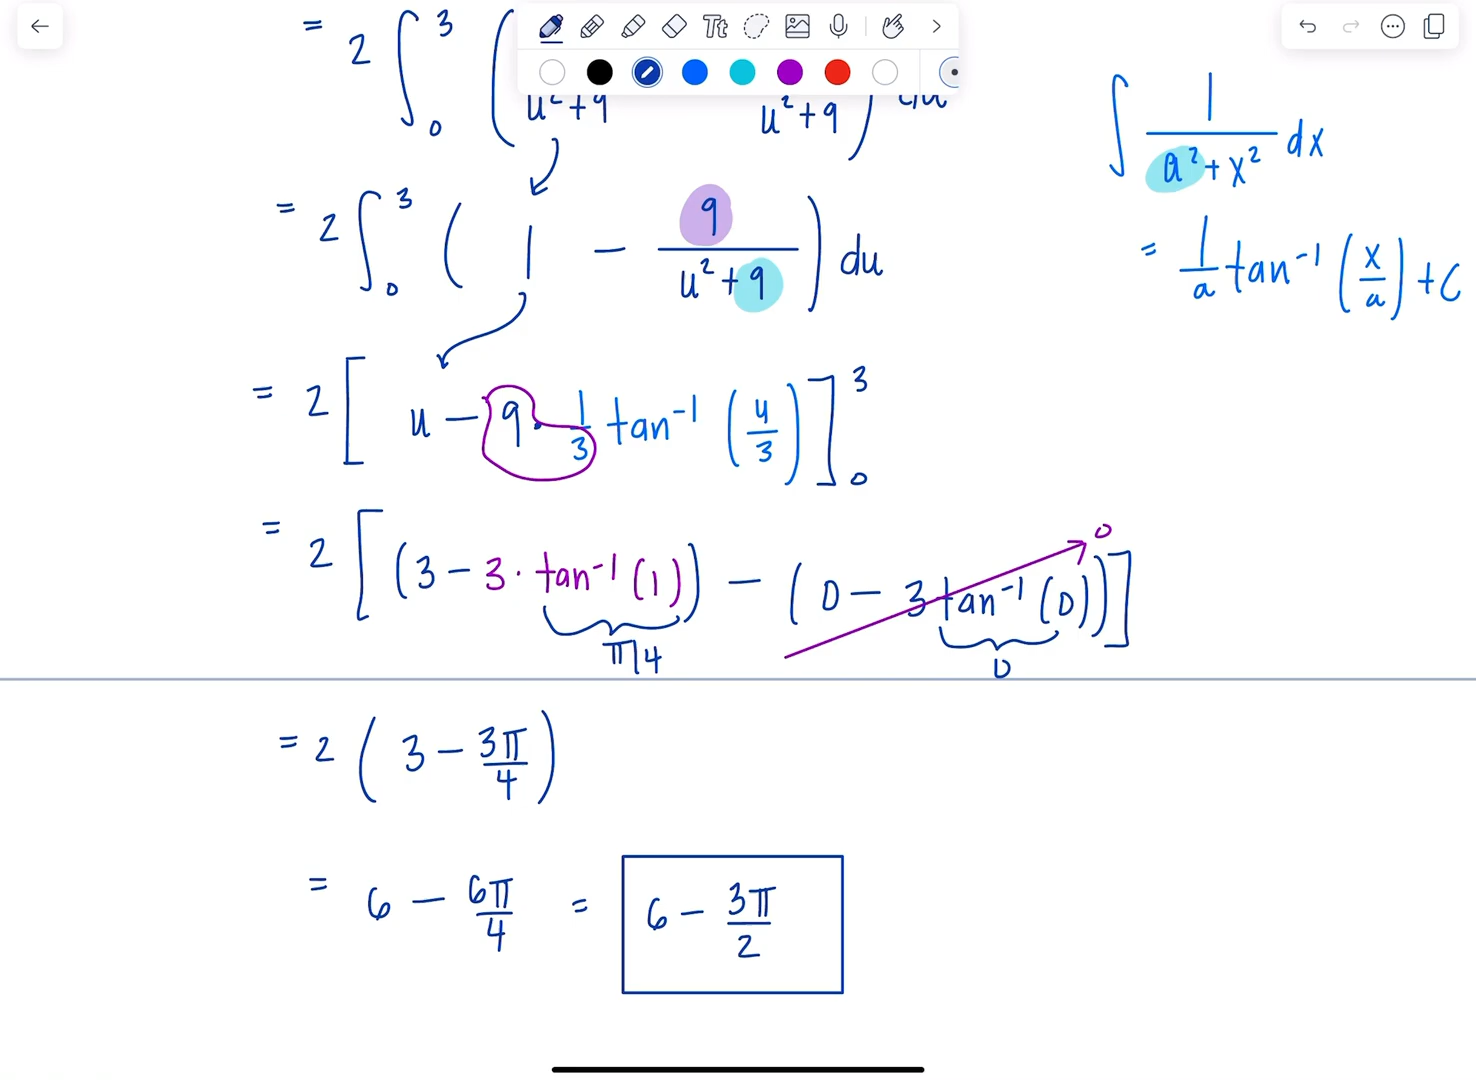 = 2 ∫₀³ ( u²+9 u²+9 ) du
Tt
∫ 1/(a²+x²) dx
= 2 ∫₀³ ( 1 − 9/(u²+9) ) du
= 1/a tan⁻¹ (x/a) + C
= 2 [ u − 9 · 1/3 tan⁻¹ (u/3) ]₀³
= 2 [ (3 − 3 · tan⁻¹(1)) − (0 − 3 tan⁻¹(0)) ]
0
π/4
0
= 2 ( 3 − 3π/4 )
= 6 − 6π/4 = 6 − 3π/2